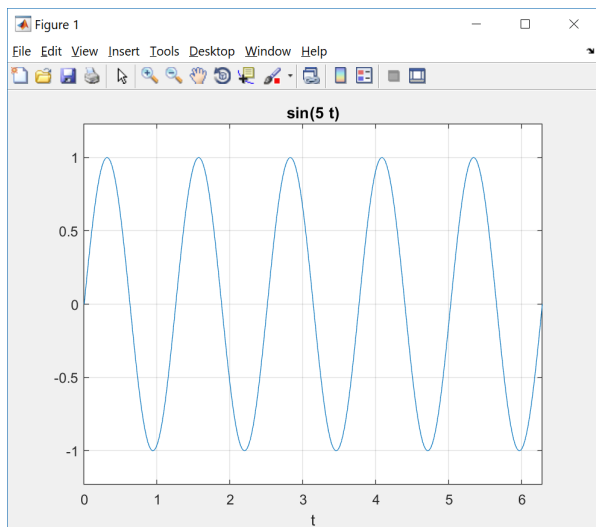 Figure 1
File Edit View Insert Tools Desktop Window Help
sin(5 t)
1
0.5
0
-0.5
-1
0 1 2 3 4 5 6
t